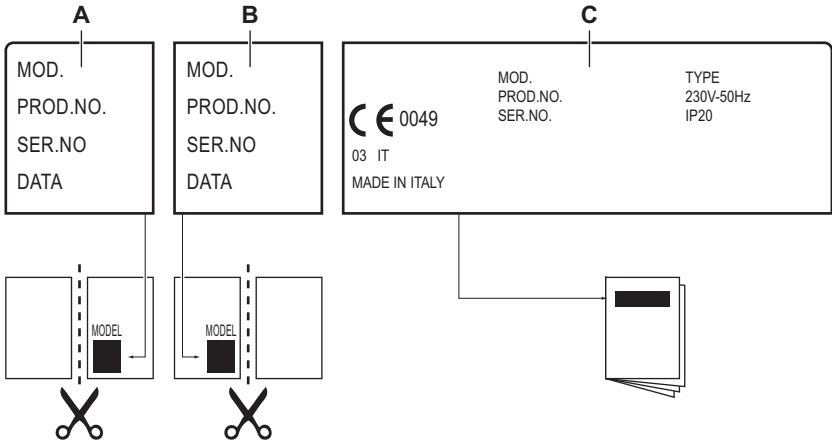 A
B
C
MOD.
PROD.NO.
SER.NO
DATA
MOD.
PROD.NO.
SER.NO
DATA
MOD.
PROD.NO.
SER.NO.
TYPE
230V-50Hz
IP20
CE 0049
03 IT
MADE IN ITALY
MODEL
MODEL